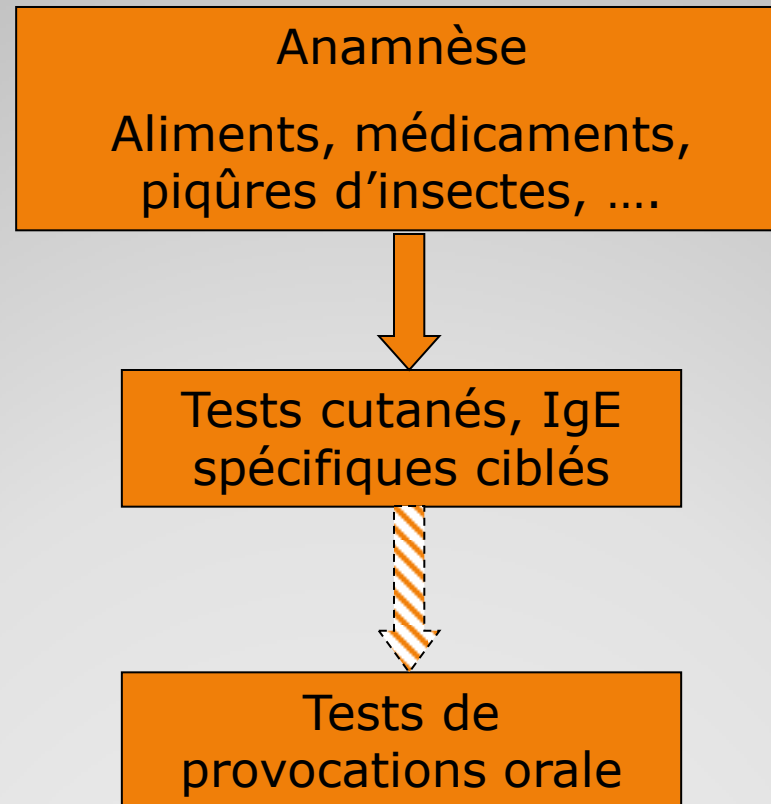 Anamnèse
Aliments, médicaments,
piqûres d’insectes, ….
Tests cutanés, IgE
spécifiques ciblés
Tests de
provocations orale